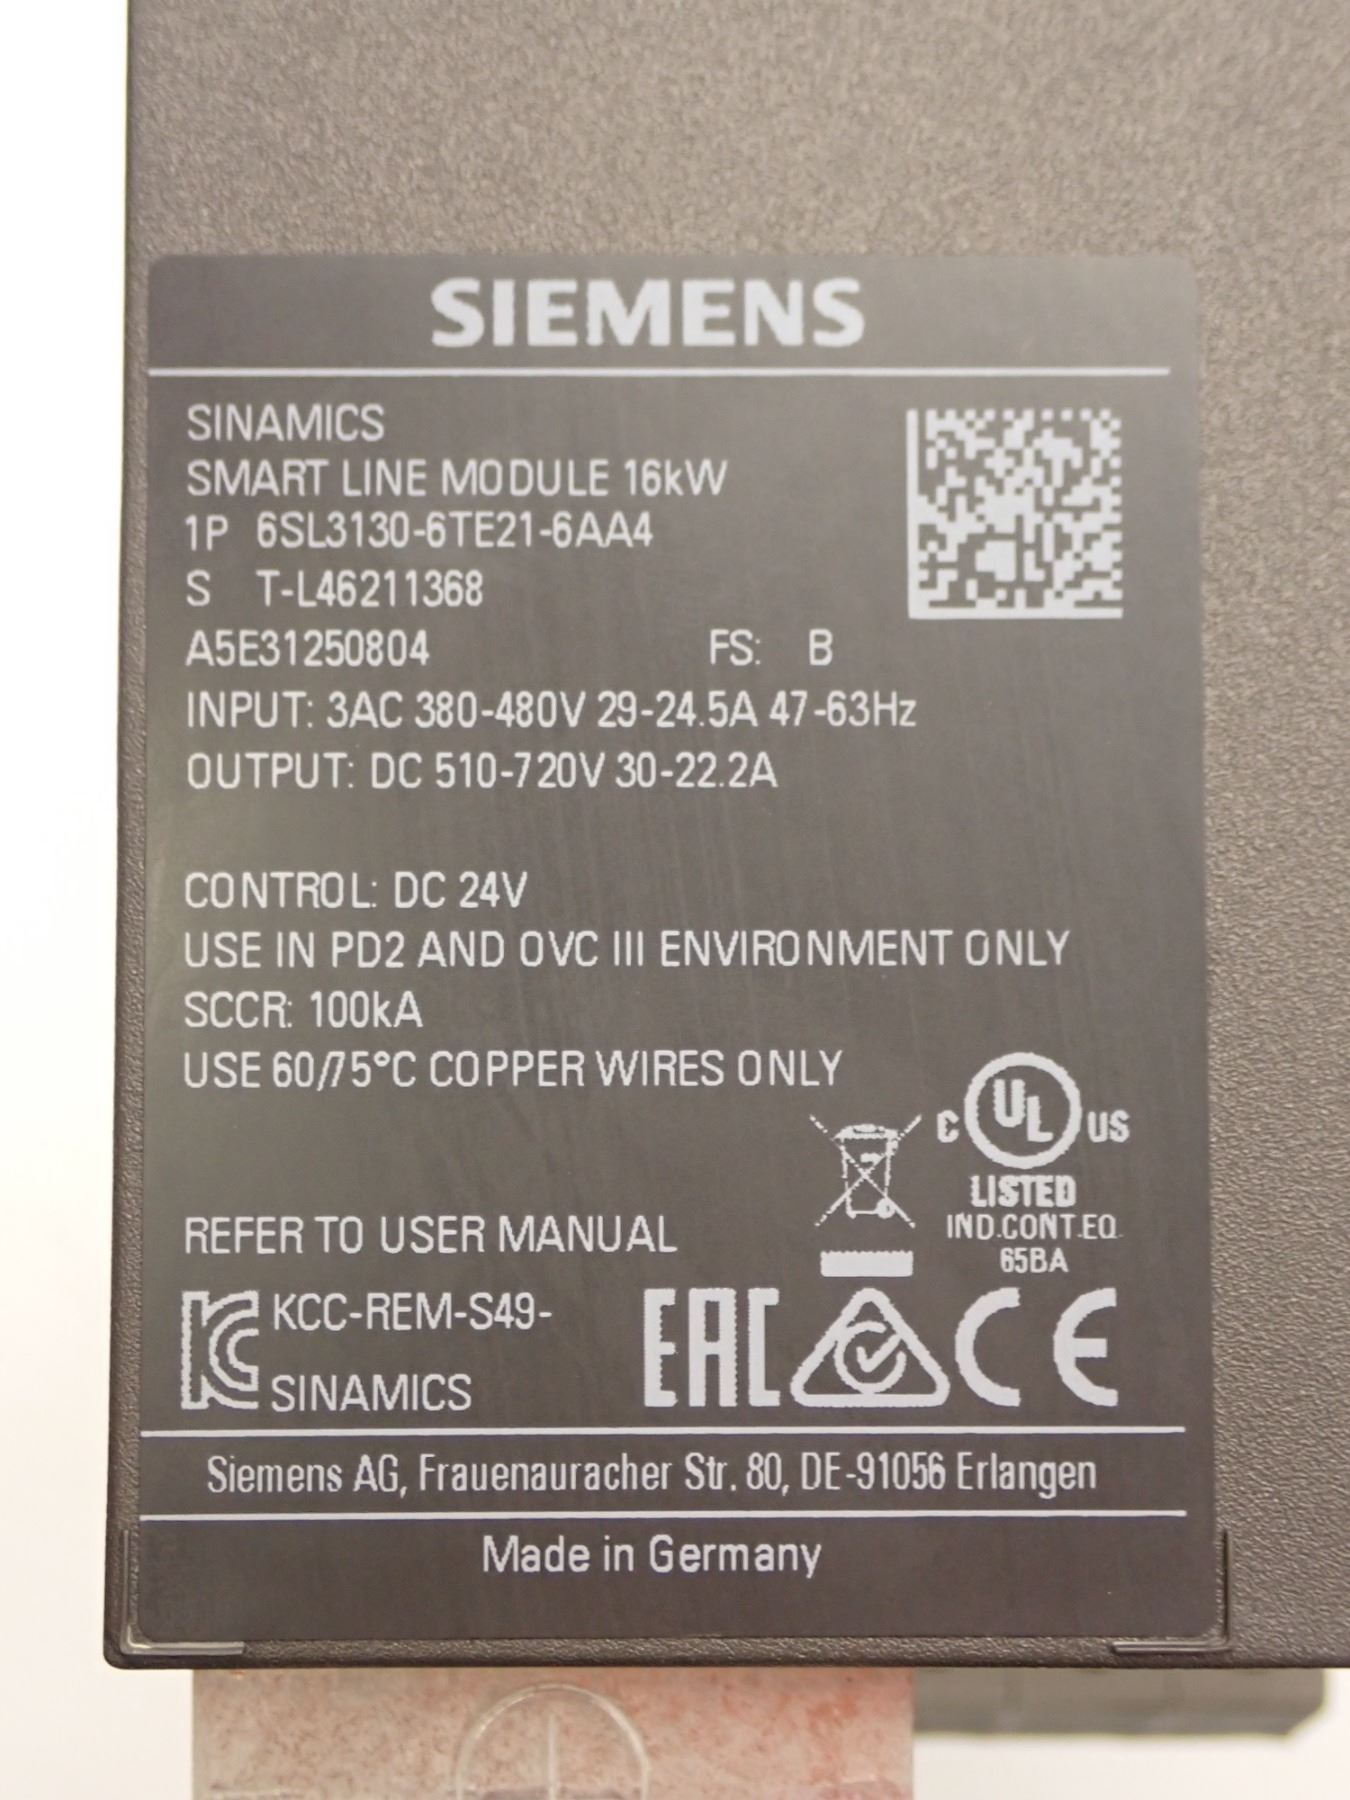 SIEMENS
SINAMICS
SMART LINE MODULE 16kW
1P 6SL3130-6TE21-6AA4
S T-L46211368
A5E31250804 FS: B
INPUT: 3AC 380-480V 29-24.5A 47-63Hz
OUTPUT: DC 510-720V 30-22.2A
CONTROL: DC 24V
USE IN PD2 AND OVC III ENVIRONMENT ONLY
SCCR: 100kA
USE 60//75°C COPPER WIRES ONLY
C UL US
LISTED
IND.CONT.EQ.
65BA
REFER TO USER MANUAL
KCC-REM-S49-
SINAMICS
EAC CE
Siemens AG, Frauenauracher Str. 80, DE-91056 Erlangen
Made in Germany